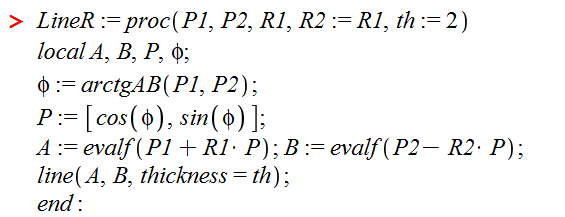 > LineR := proc(P1, P2, R1, R2 := R1, th := 2)
local A, B, P, ϕ;
ϕ := arctgAB(P1, P2);
P := [cos(ϕ), sin(ϕ)];
A := evalf(P1 + R1· P); B := evalf(P2 − R2· P);
line(A, B, thickness = th);
end :